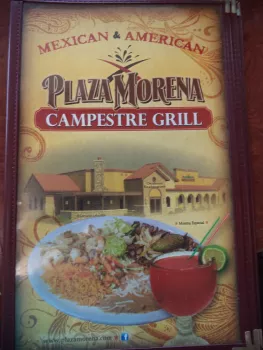 MEXICAN & AMERICAN
PLAZA MORENA
CAMPESTRE GRILL